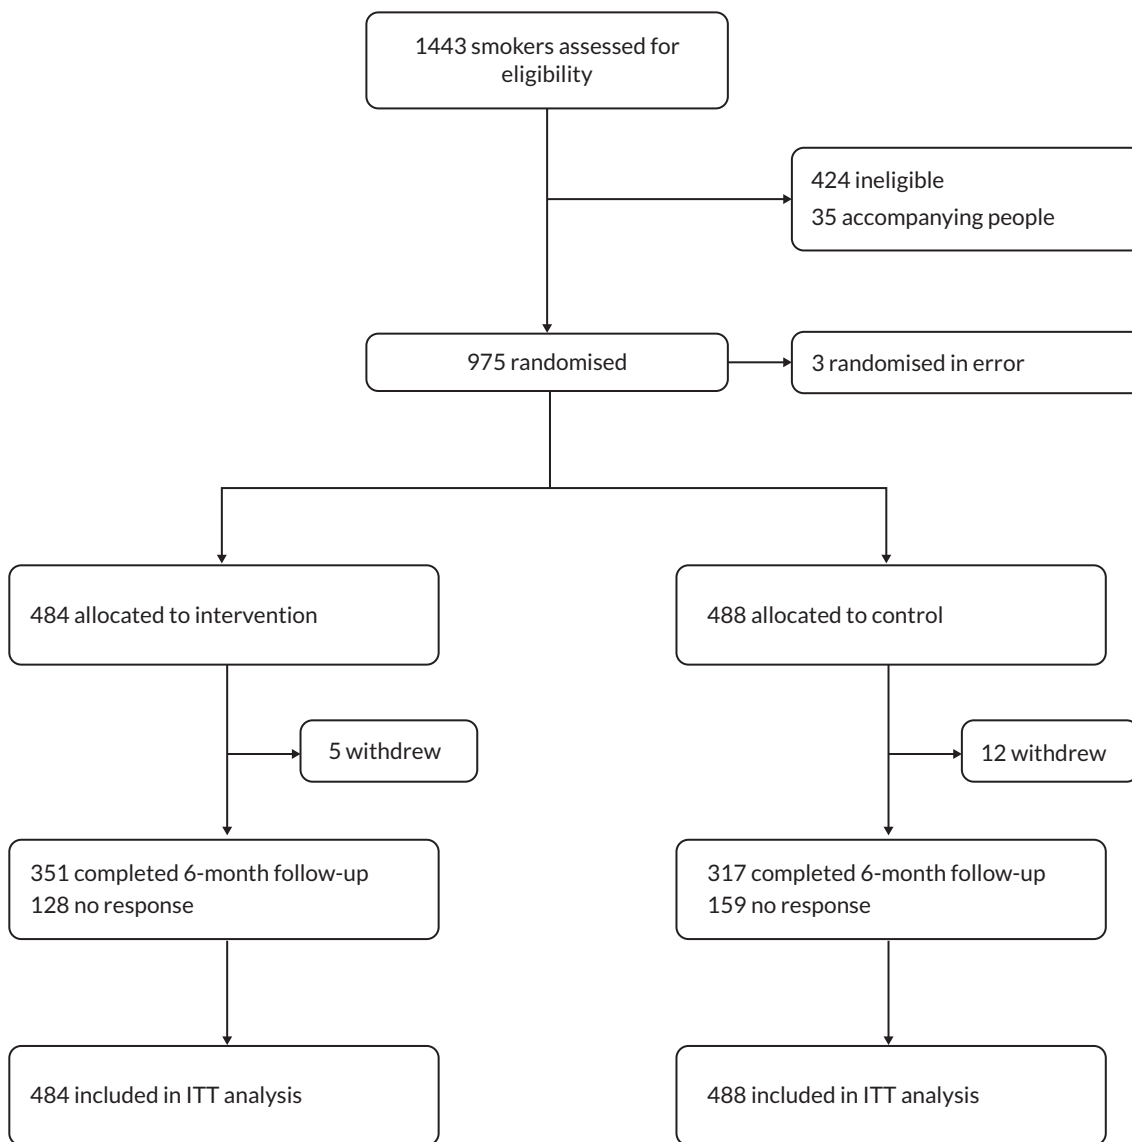 1443 smokers assessed for
eligibility
424 ineligible
35 accompanying people
975 randomised
3 randomised in error
484 allocated to intervention
488 allocated to control
5 withdrew
12 withdrew
351 completed 6-month follow-up
128 no response
317 completed 6-month follow-up
159 no response
484 included in ITT analysis
488 included in ITT analysis